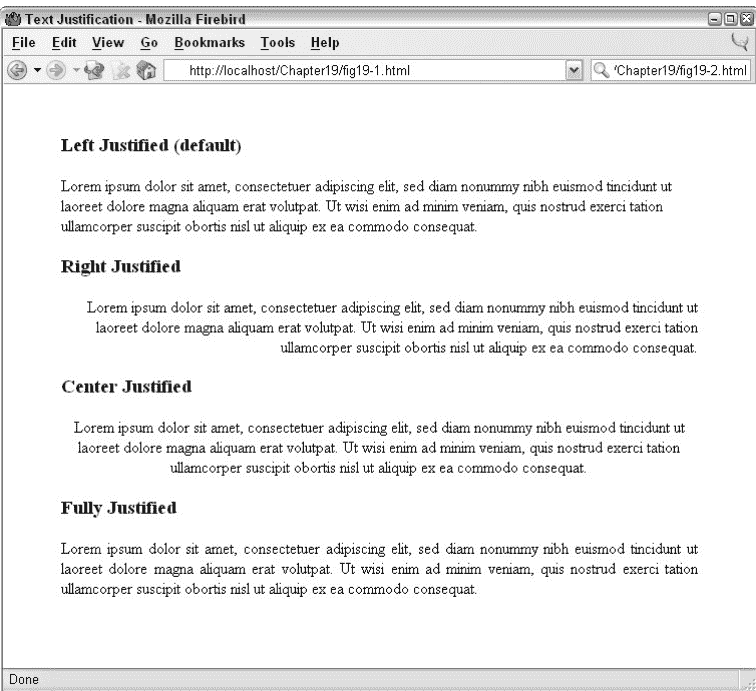 Text Justification - Mozilla Firebird
File Edit View Go Bookmarks Tools Help
http://localhost/Chapter19/fig19-1.html 'Chapter19/fig19-2.html
Left Justified (default)
Lorem ipsum dolor sit amet, consectetuer adipiscing elit, sed diam nonummy nibh euismod tincidunt ut
laoreet dolore magna aliquam erat volutpat. Ut wisi enim ad minim veniam, quis nostrud exerci tation
ullamcorper suscipit obortis nisl ut aliquip ex ea commodo consequat.
Right Justified
Lorem ipsum dolor sit amet, consectetuer adipiscing elit, sed diam nonummy nibh euismod tincidunt ut
laoreet dolore magna aliquam erat volutpat. Ut wisi enim ad minim veniam, quis nostrud exerci tation
ullamcorper suscipit obortis nisl ut aliquip ex ea commodo consequat.
Center Justified
Lorem ipsum dolor sit amet, consectetuer adipiscing elit, sed diam nonummy nibh euismod tincidunt ut
laoreet dolore magna aliquam erat volutpat. Ut wisi enim ad minim veniam, quis nostrud exerci tation
ullamcorper suscipit obortis nisl ut aliquip ex ea commodo consequat.
Fully Justified
Lorem ipsum dolor sit amet, consectetuer adipiscing elit, sed diam nonummy nibh euismod tincidunt ut
laoreet dolore magna aliquam erat volutpat. Ut wisi enim ad minim veniam, quis nostrud exerci tation
ullamcorper suscipit obortis nisl ut aliquip ex ea commodo consequat.
Done